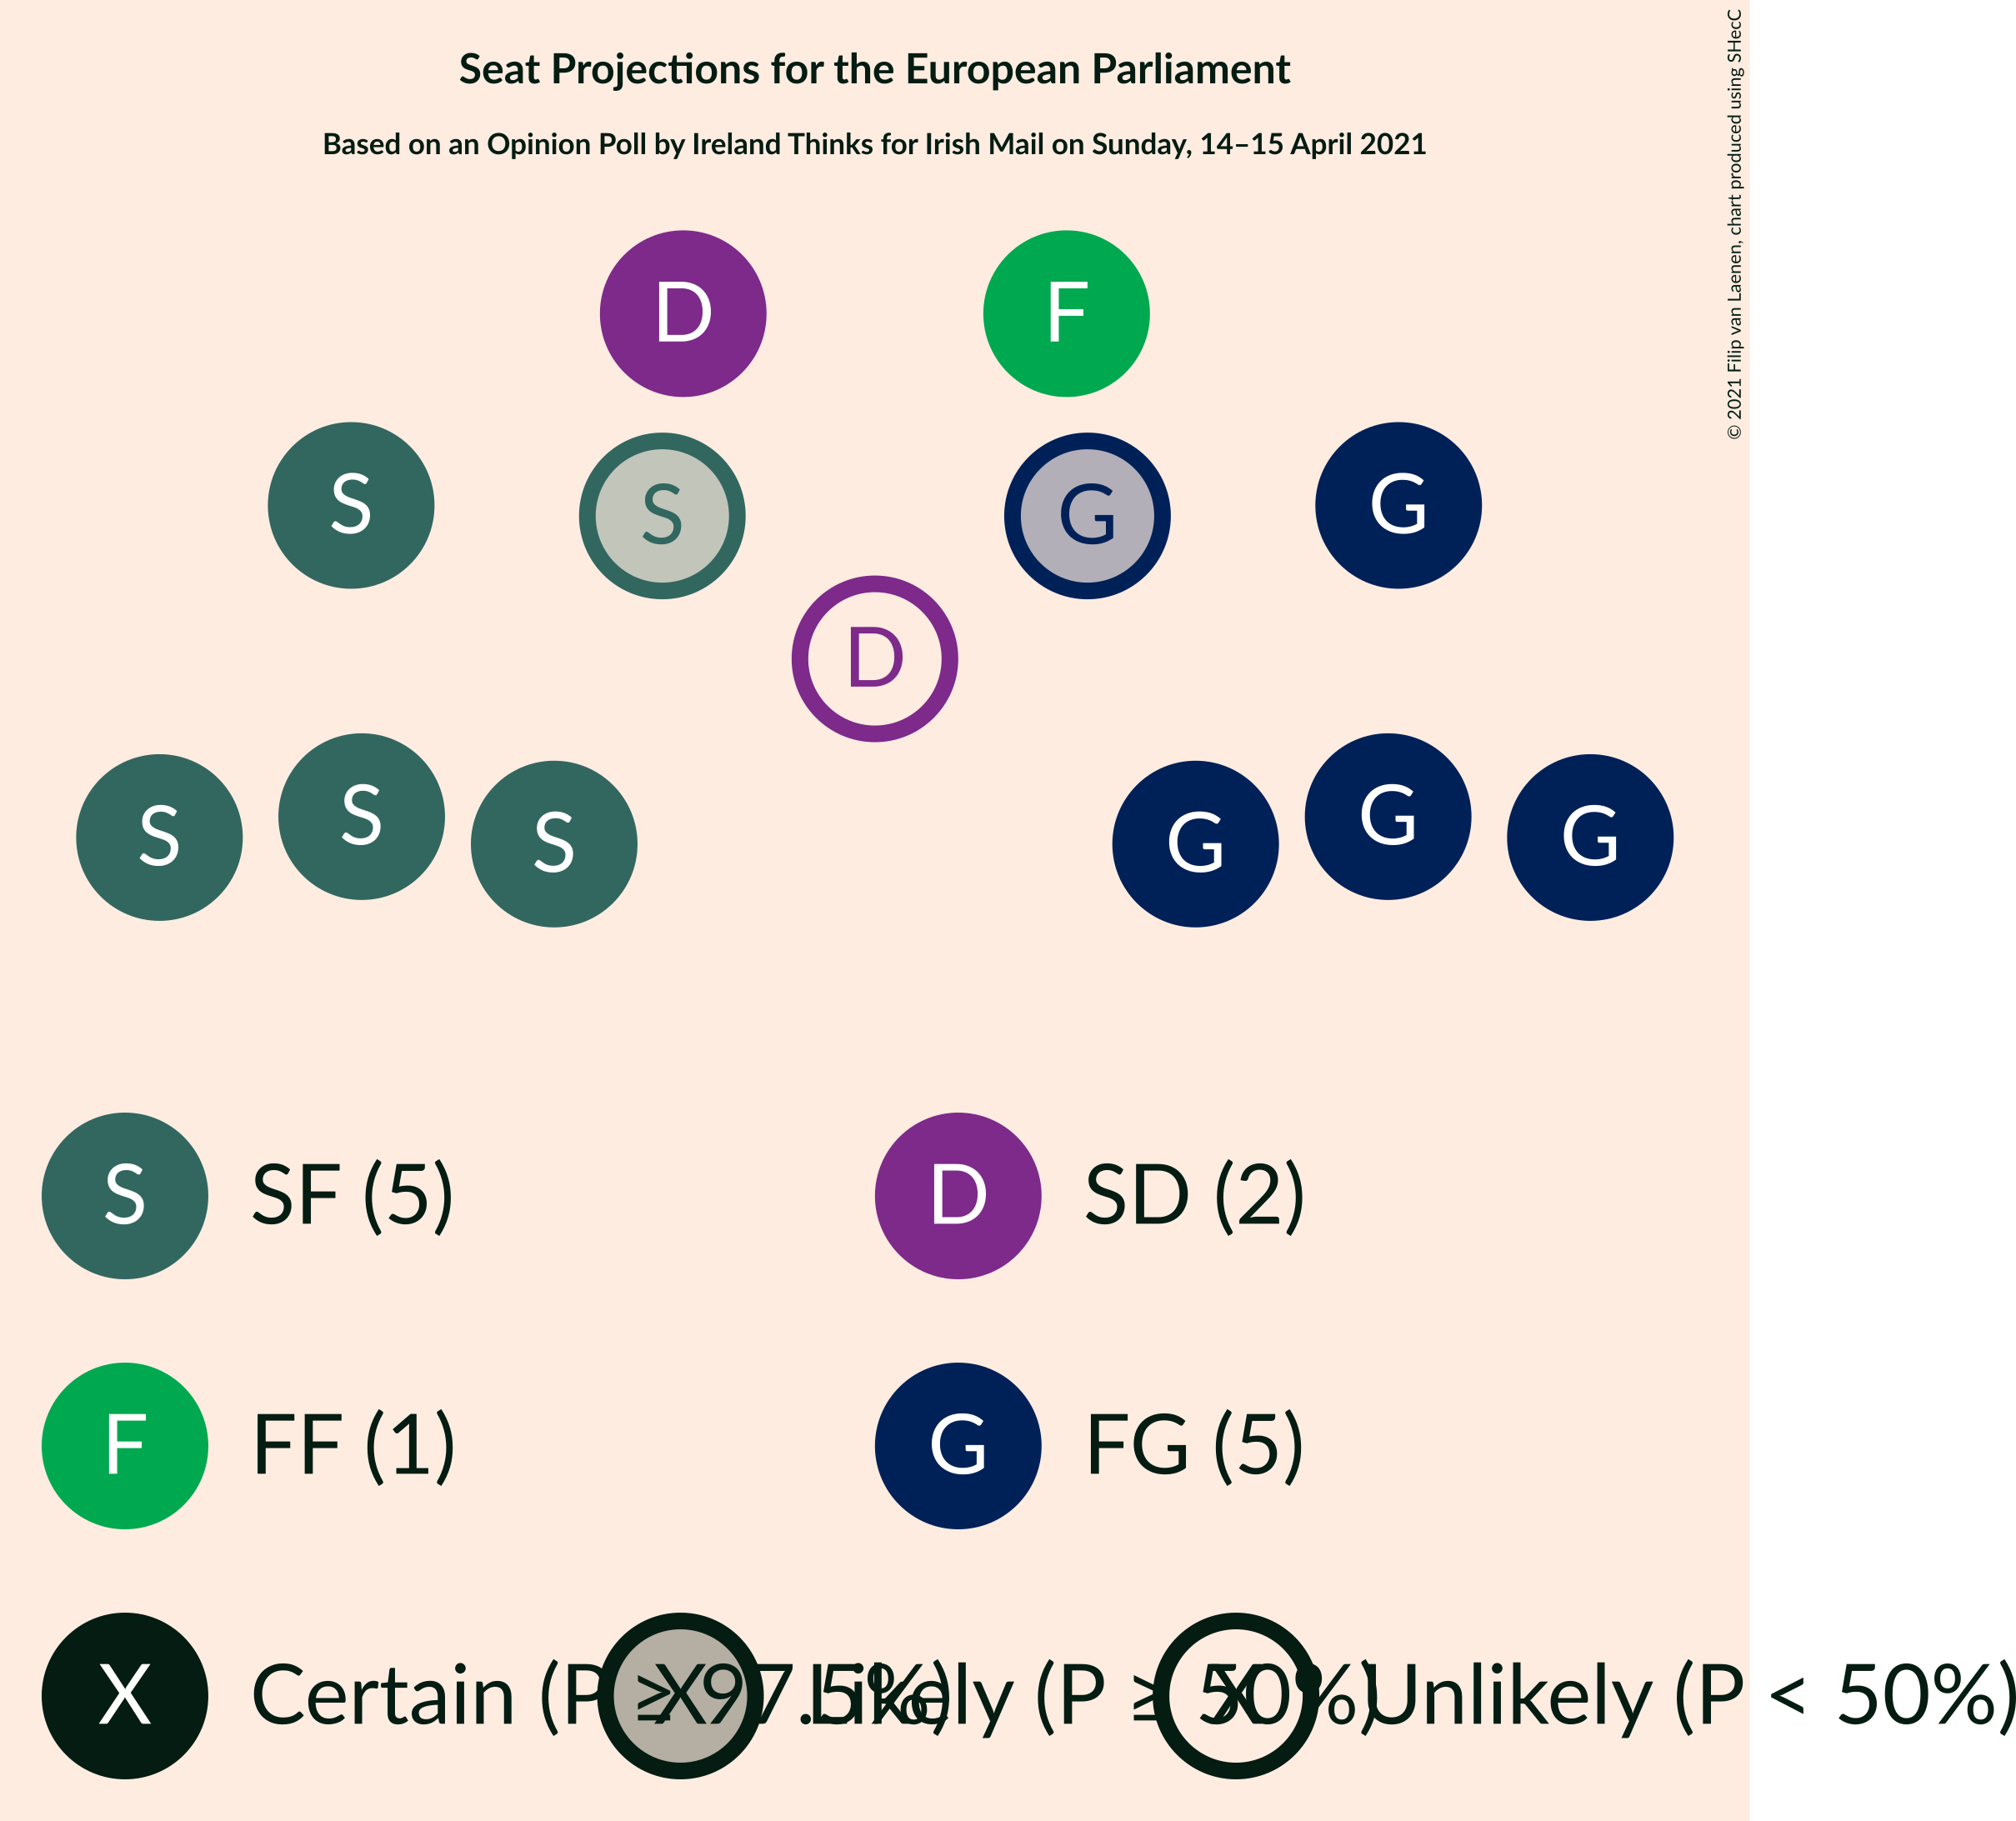 Seat Projections for the European Parliament
Based on an Opinion Poll by Ireland Thinks for Irish Mail on Sunday, 14–15 April 2021
© 2021 Filip van Laenen, chart produced using SHecC
D F
S S G G
D
S S S G G G
S SF (5) D SD (2)
F FF (1) G FG (5)
X Certain (P ≥ 97.5%) X Likely (P ≥ 50%) X Unlikely (P < 50%)